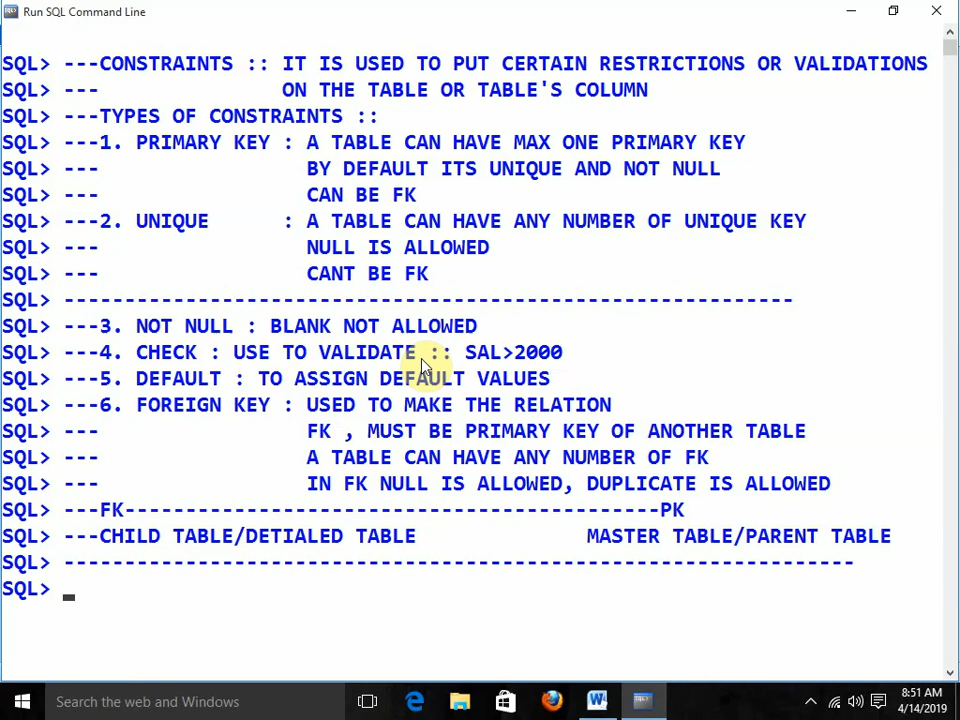 Run SQL Command Line
SQL> ---CONSTRAINTS :: IT IS USED TO PUT CERTAIN RESTRICTIONS OR VALIDATIONS
SQL> ---               ON THE TABLE OR TABLE'S COLUMN
SQL> ---TYPES OF CONSTRAINTS ::
SQL> ---1. PRIMARY KEY : A TABLE CAN HAVE MAX ONE PRIMARY KEY
SQL> ---                 BY DEFAULT ITS UNIQUE AND NOT NULL
SQL> ---                 CAN BE FK
SQL> ---2. UNIQUE      : A TABLE CAN HAVE ANY NUMBER OF UNIQUE KEY
SQL> ---                 NULL IS ALLOWED
SQL> ---                 CANT BE FK
SQL> ------------------------------------------------------------
SQL> ---3. NOT NULL : BLANK NOT ALLOWED
SQL> ---4. CHECK : USE TO VALIDATE :: SAL>2000
SQL> ---5. DEFAULT : TO ASSIGN DEFAULT VALUES
SQL> ---6. FOREIGN KEY : USED TO MAKE THE RELATION
SQL> ---                 FK , MUST BE PRIMARY KEY OF ANOTHER TABLE
SQL> ---                 A TABLE CAN HAVE ANY NUMBER OF FK
SQL> ---                 IN FK NULL IS ALLOWED, DUPLICATE IS ALLOWED
SQL> ---FK--------------------------------------------PK
SQL> ---CHILD TABLE/DETIALED TABLE              MASTER TABLE/PARENT TABLE
SQL> -----------------------------------------------------------------
SQL>
Search the web and Windows
8:51 AM
4/14/2019